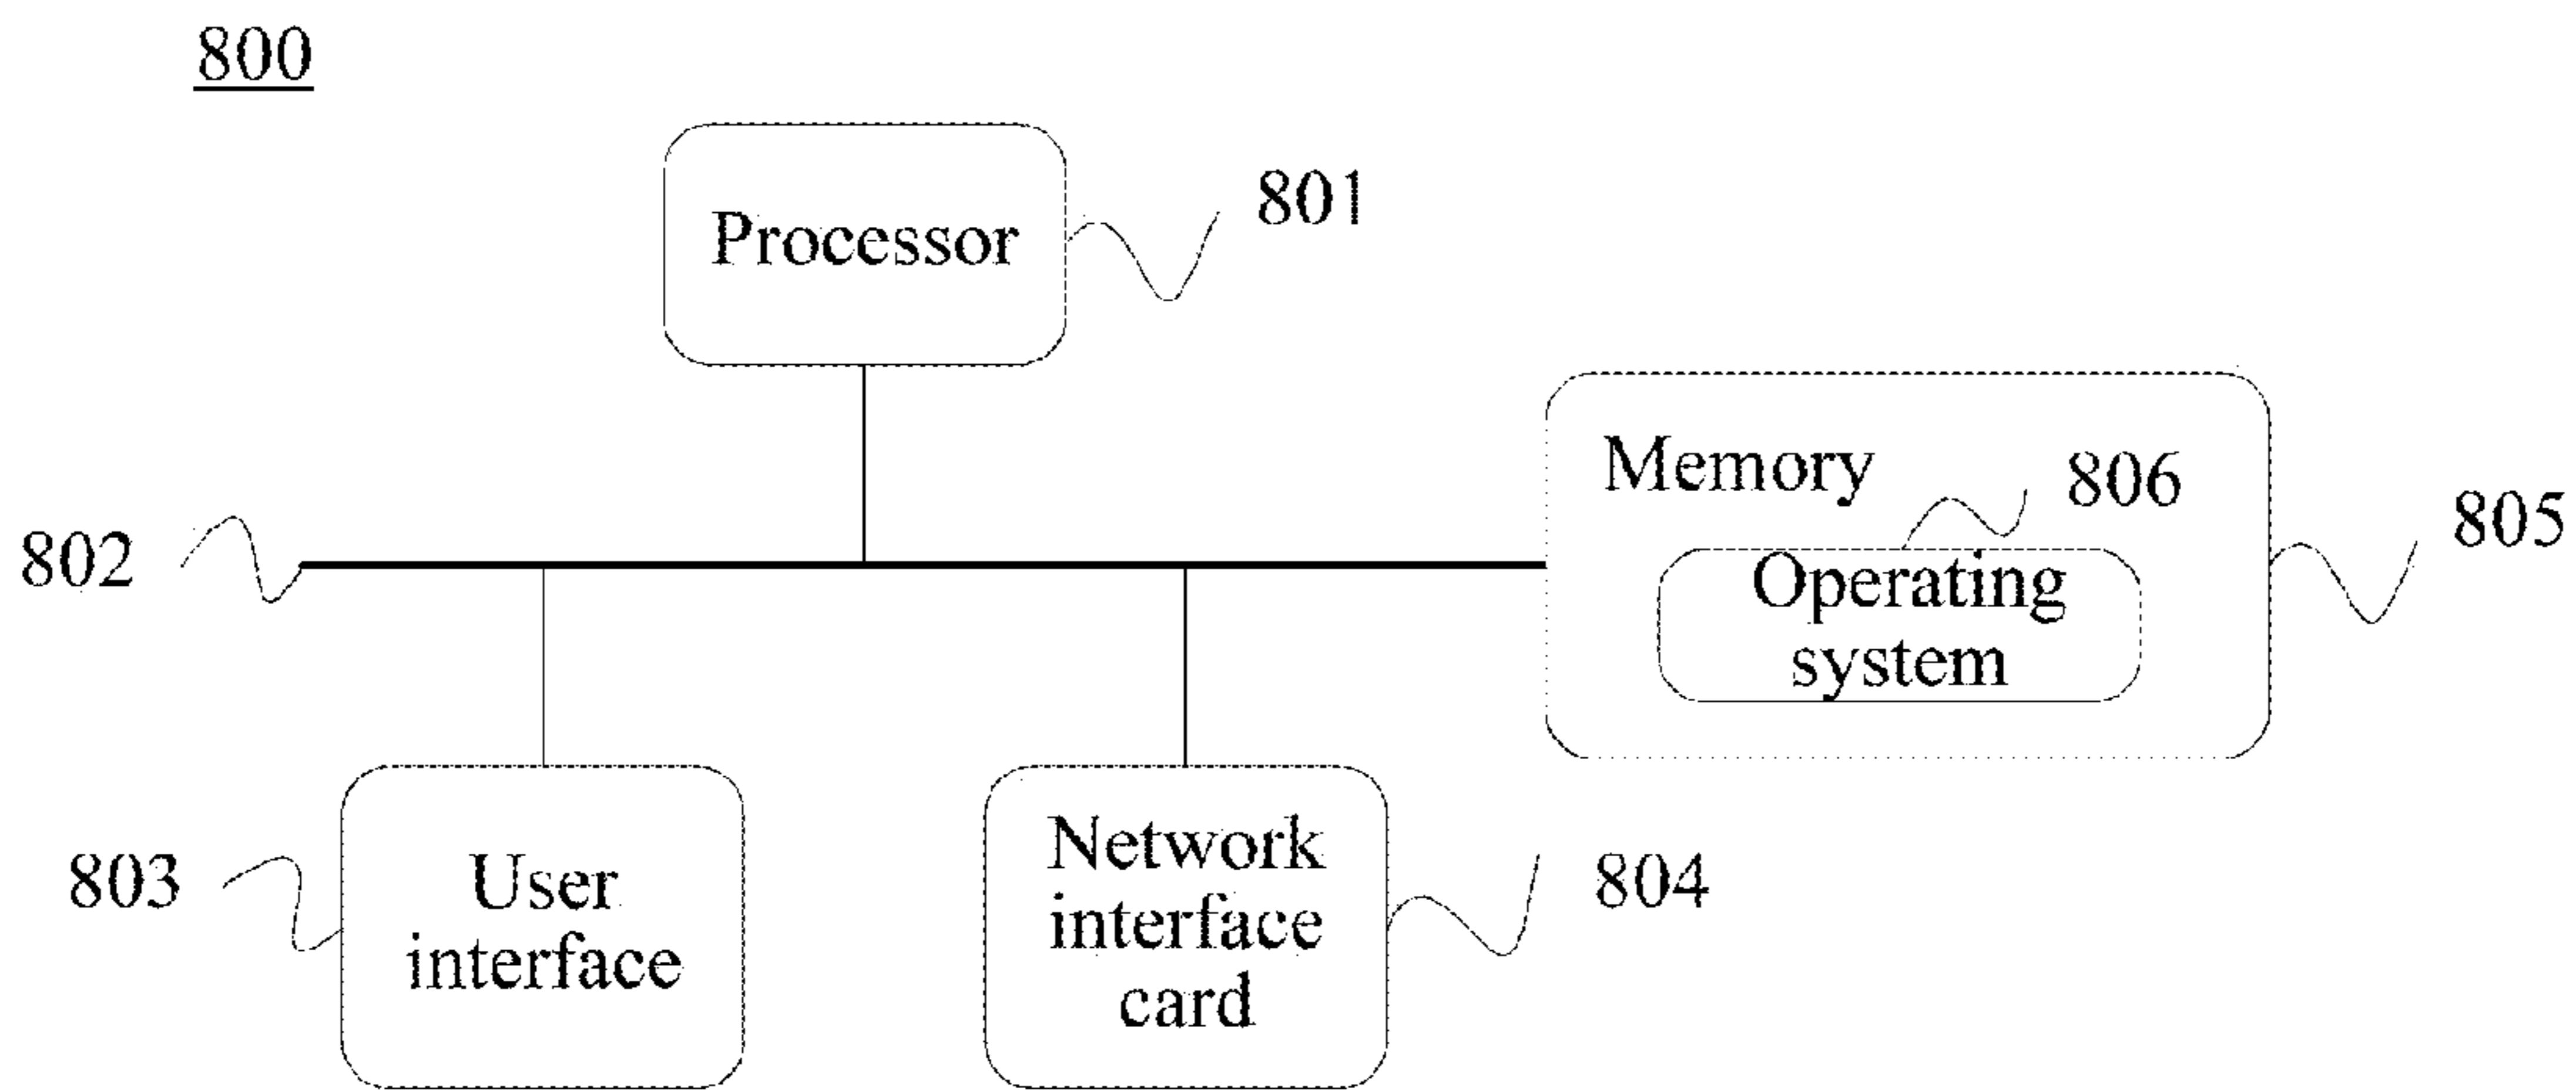 800
Processor
801
Memory
806
805
802
Operating
system
803
User
interface
Network
interface
card
804